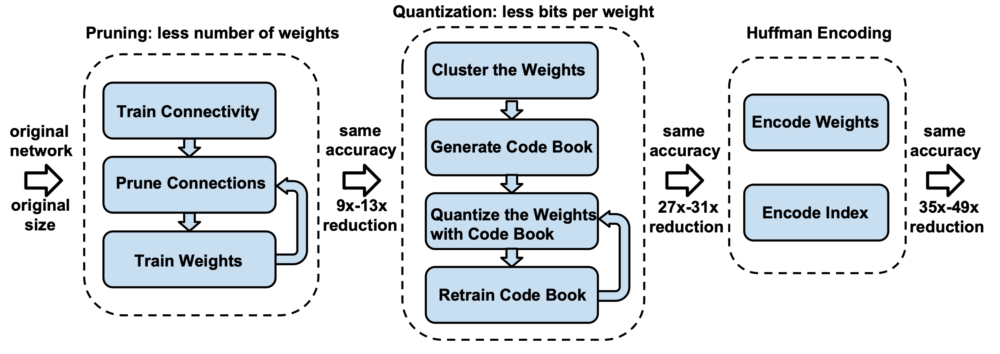 original
network
original
size
Pruning: less number of weights
Train Connectivity
Prune Connections
Train Weights
same
accuracy
9x-13x
reduction
Quantization: less bits per weight
Cluster the Weights
Generate Code Book
Quantize the Weights
with Code Book
Retrain Code Book
same
accuracy
27x-31x
reduction
Huffman Encoding
Encode Weights
Encode Index
same
accuracy
35x-49x
reduction